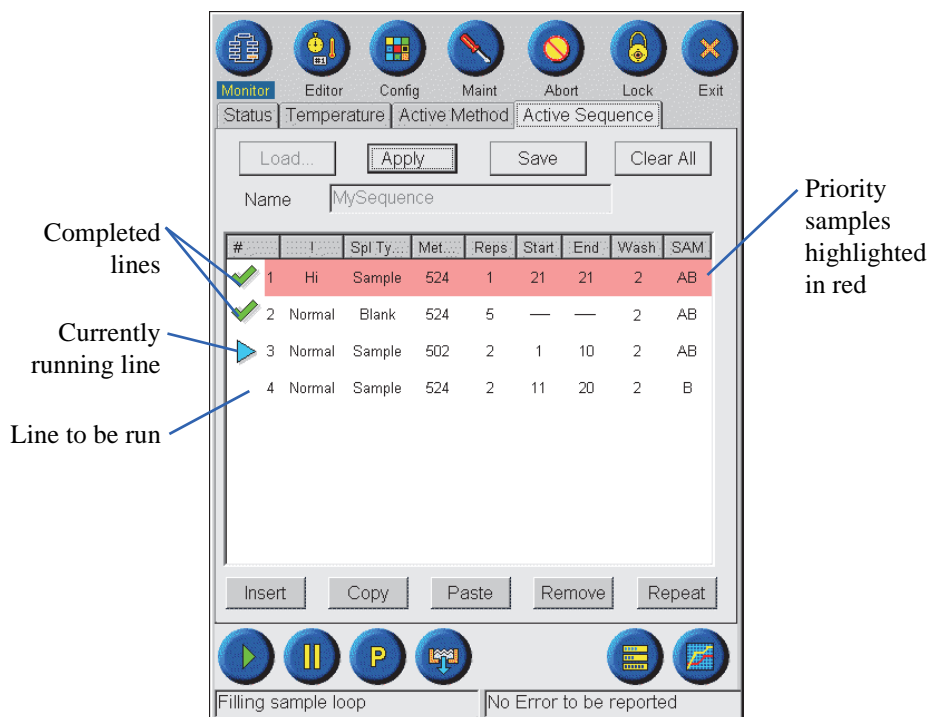 Monitor Editor Config Maint Abort Lock Exit
Status Temperature Active Method Active Sequence
Load... Apply Save Clear All
Name MySequence
Priority
samples
highlighted
in red
Completed
lines
Currently
running line
Line to be run
# ! Spl Ty... Met... Reps Start End Wash SAM
1 Hi Sample 524 1 21 21 2 AB
2 Normal Blank 524 5 — — 2 AB
3 Normal Sample 502 2 1 10 2 AB
4 Normal Sample 524 2 11 20 2 B
Insert Copy Paste Remove Repeat
P
Filling sample loop No Error to be reported